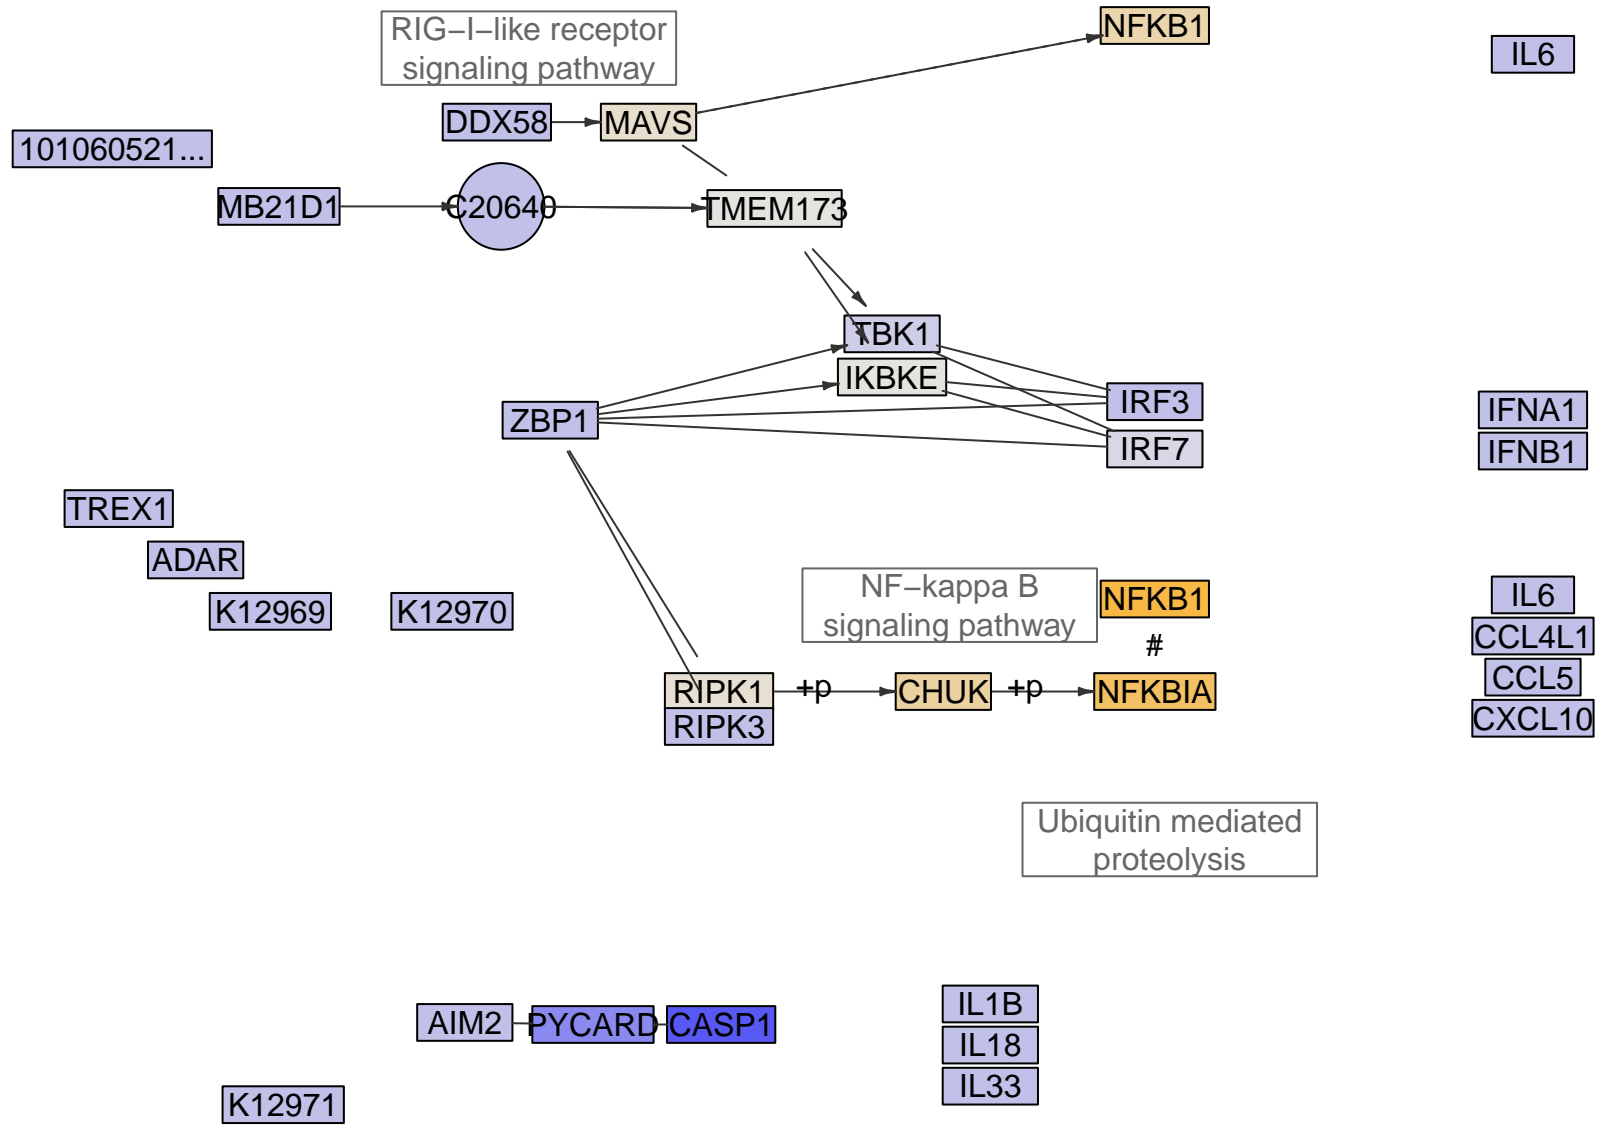 RIG−I−like receptor
signaling pathway
NFKB1
IL6
DDX58
MAVS
101060521...
MB21D1
C20640
TMEM173
TBK1
IKBKE
ZBP1
IRF3
IRF7
IFNA1
IFNB1
TREX1
ADAR
K12969
K12970
NF−kappa B
signaling pathway
NFKB1
#
IL6
CCL4L1
CCL5
CXCL10
RIPK1
+p
CHUK
+p
NFKBIA
RIPK3
Ubiquitin mediated
proteolysis
AIM2
PYCARD
CASP1
IL1B
IL18
IL33
K12971